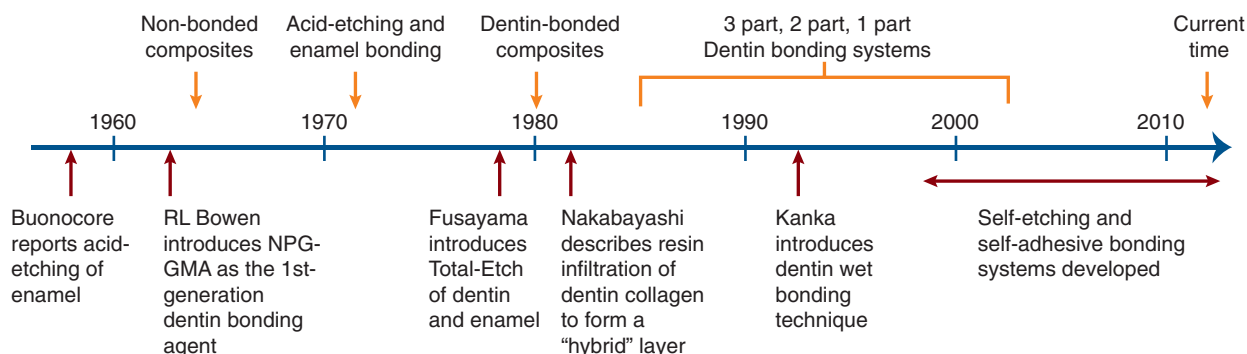 Non-bonded
composites
Acid-etching and
enamel bonding
Dentin-bonded
composites
3 part, 2 part, 1 part
Dentin bonding systems
Current
time
1960
1970
1980
1990
2000
2010
Buonocore
reports acid-
etching of
enamel
RL Bowen
introduces NPG-
GMA as the 1st-
generation
dentin bonding
agent
Fusayama
introduces
Total-Etch
of dentin
and enamel
Nakabayashi
describes resin
infiltration of
dentin collagen
to form a
“hybrid” layer
Kanka
introduces
dentin wet
bonding
technique
Self-etching and
self-adhesive bonding
systems developed